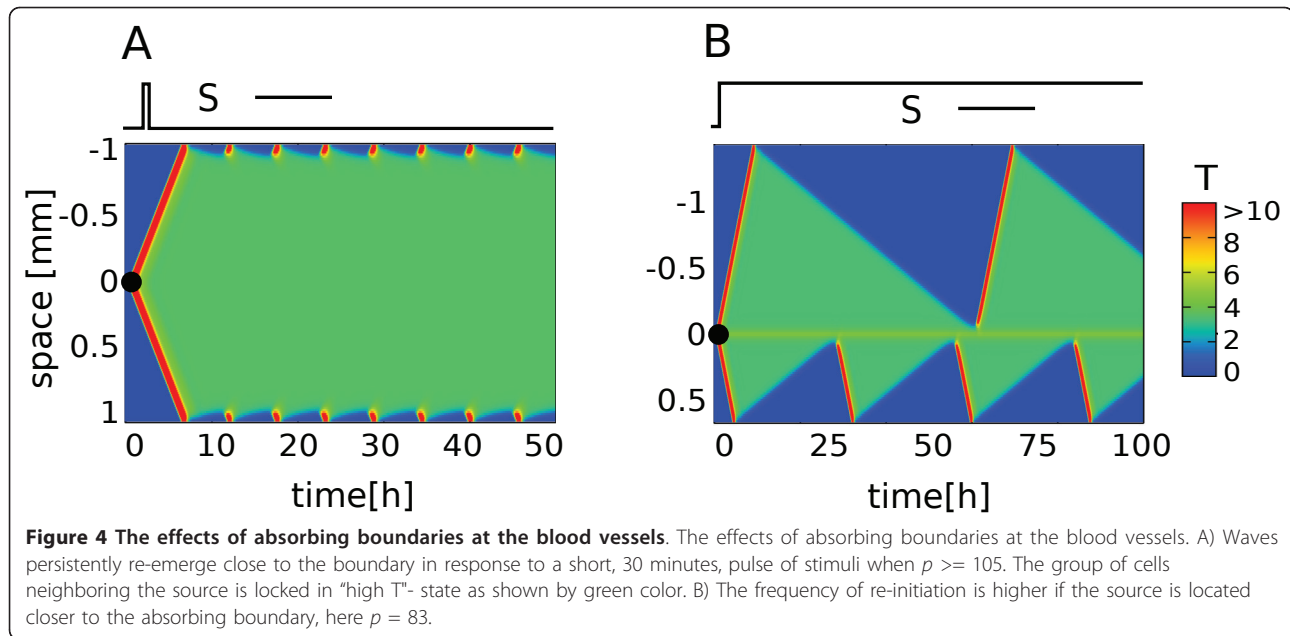 A
B
S
S
-1
-0.5
0
0.5
1
space [mm]
0 10 20 30 40 50
time[h]
-1
-0.5
0
0.5
0 25 50 75 100
time[h]
T
>10
8
6
4
2
0
Figure 4 The effects of absorbing boundaries at the blood vessels. The effects of absorbing boundaries at the blood vessels. A) Waves
persistently re-emerge close to the boundary in response to a short, 30 minutes, pulse of stimuli when p >= 105. The group of cells
neighboring the source is locked in "high T"- state as shown by green color. B) The frequency of re-initiation is higher if the source is located
closer to the absorbing boundary, here p = 83.